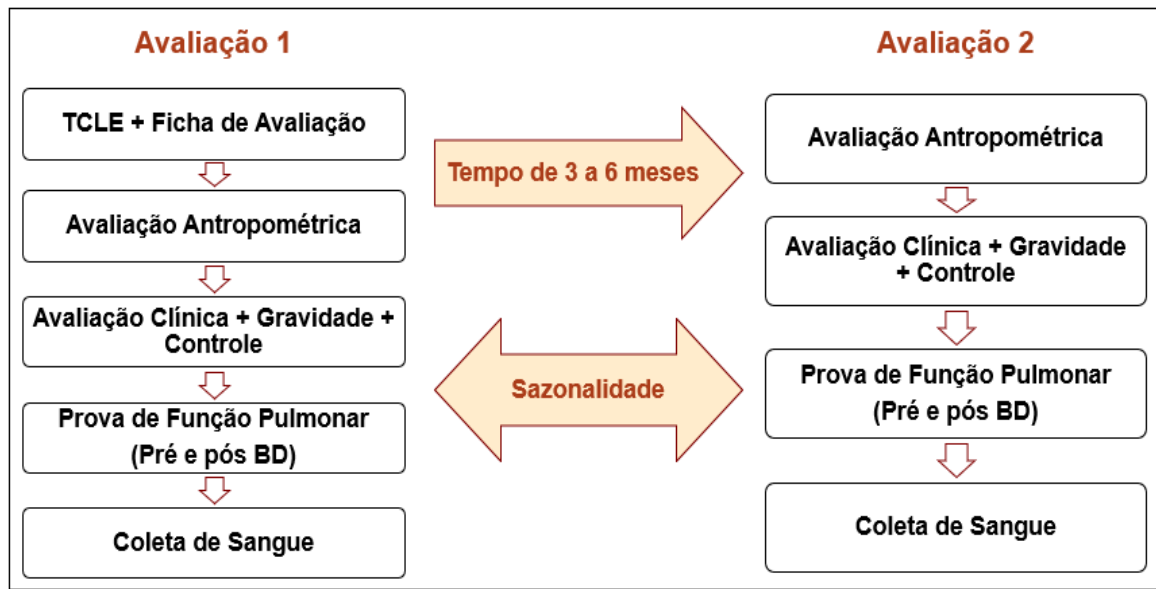 Avaliação 1
TCLE + Ficha de Avaliação
Avaliação Antropométrica
Avaliação Clínica + Gravidade +
Controle
Prova de Função Pulmonar
(Pré e pós BD)
Coleta de Sangue
Tempo de 3 a 6 meses
Sazonalidade
Avaliação 2
Avaliação Antropométrica
Avaliação Clínica + Gravidade
+ Controle
Prova de Função Pulmonar
(Pré e pós BD)
Coleta de Sangue